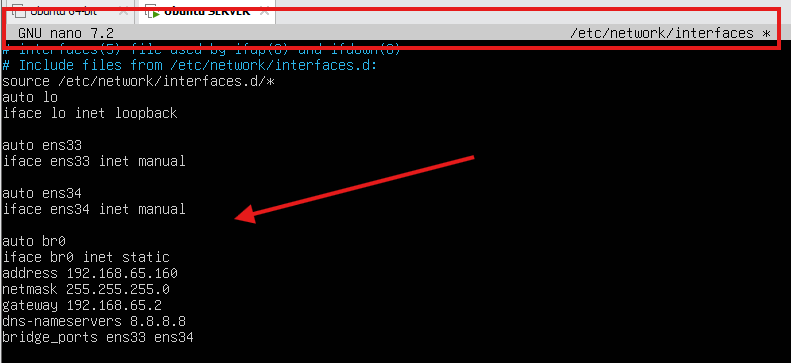 Ubuntu 64-bit
Ubuntu SERVER
GNU nano 7.2 /etc/network/interfaces *
# interfaces(5) file used by ifup(8) and ifdown(8)
# Include files from /etc/network/interfaces.d:
source /etc/network/interfaces.d/*
auto lo
iface lo inet loopback
auto ens33
iface ens33 inet manual
auto ens34
iface ens34 inet manual
auto br0
iface br0 inet static
address 192.168.65.160
netmask 255.255.255.0
gateway 192.168.65.2
dns-nameservers 8.8.8.8
bridge_ports ens33 ens34